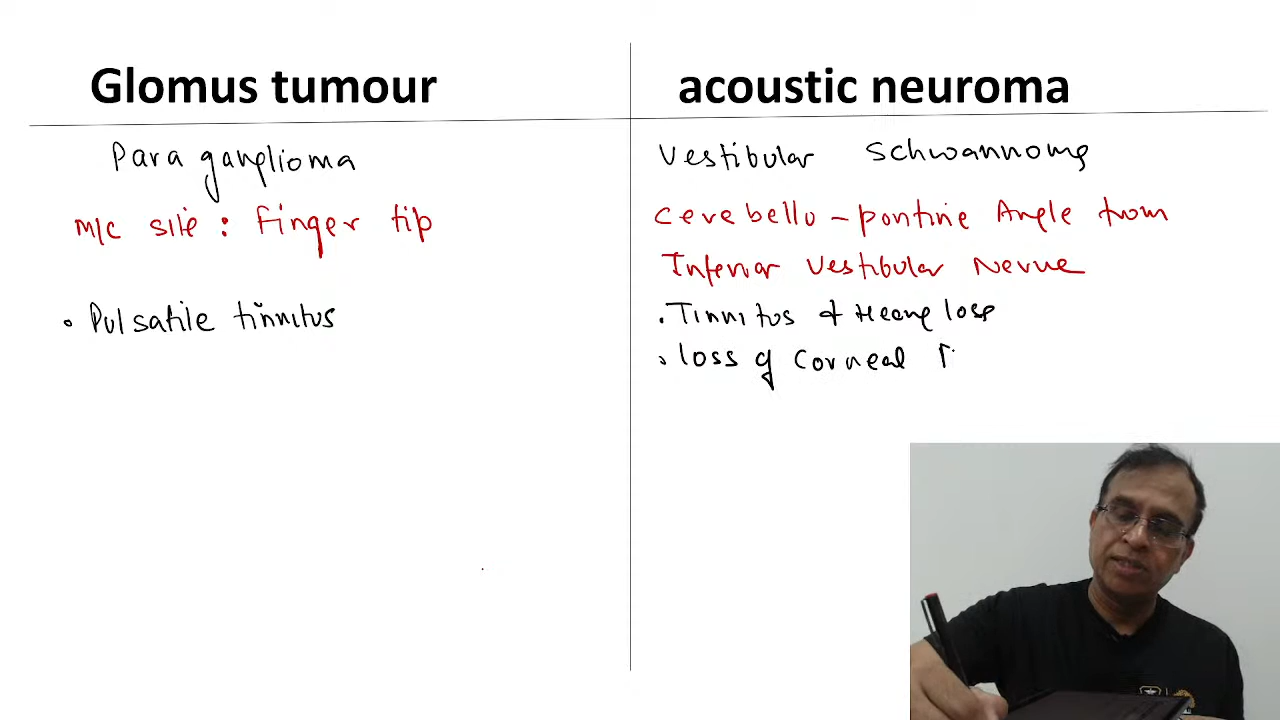 Glomus tumour
acoustic neuroma
Para ganglioma
M/c site : Finger tip
• Pulsatile tinnitus
Vestibular Schwannoma
Cerebello - pontine Angle from
Inferior Vestibular Nerve
• Tinnitus & Hearing loss
• loss of Corneal r